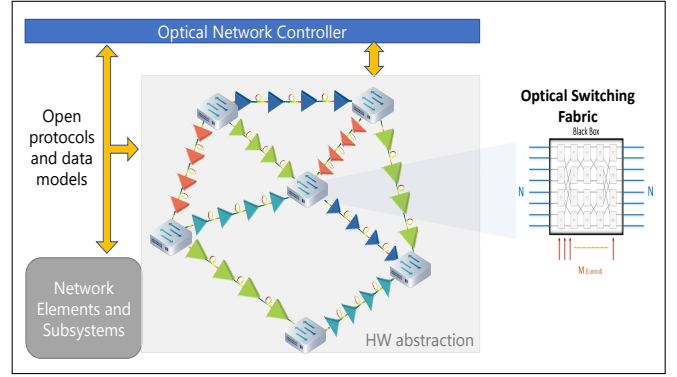 Optical Network Controller
Open
protocols
and data
models
Optical Switching
Fabric
Black Box
N
N
M (Control)
Network
Elements and
Subsystems
HW abstraction